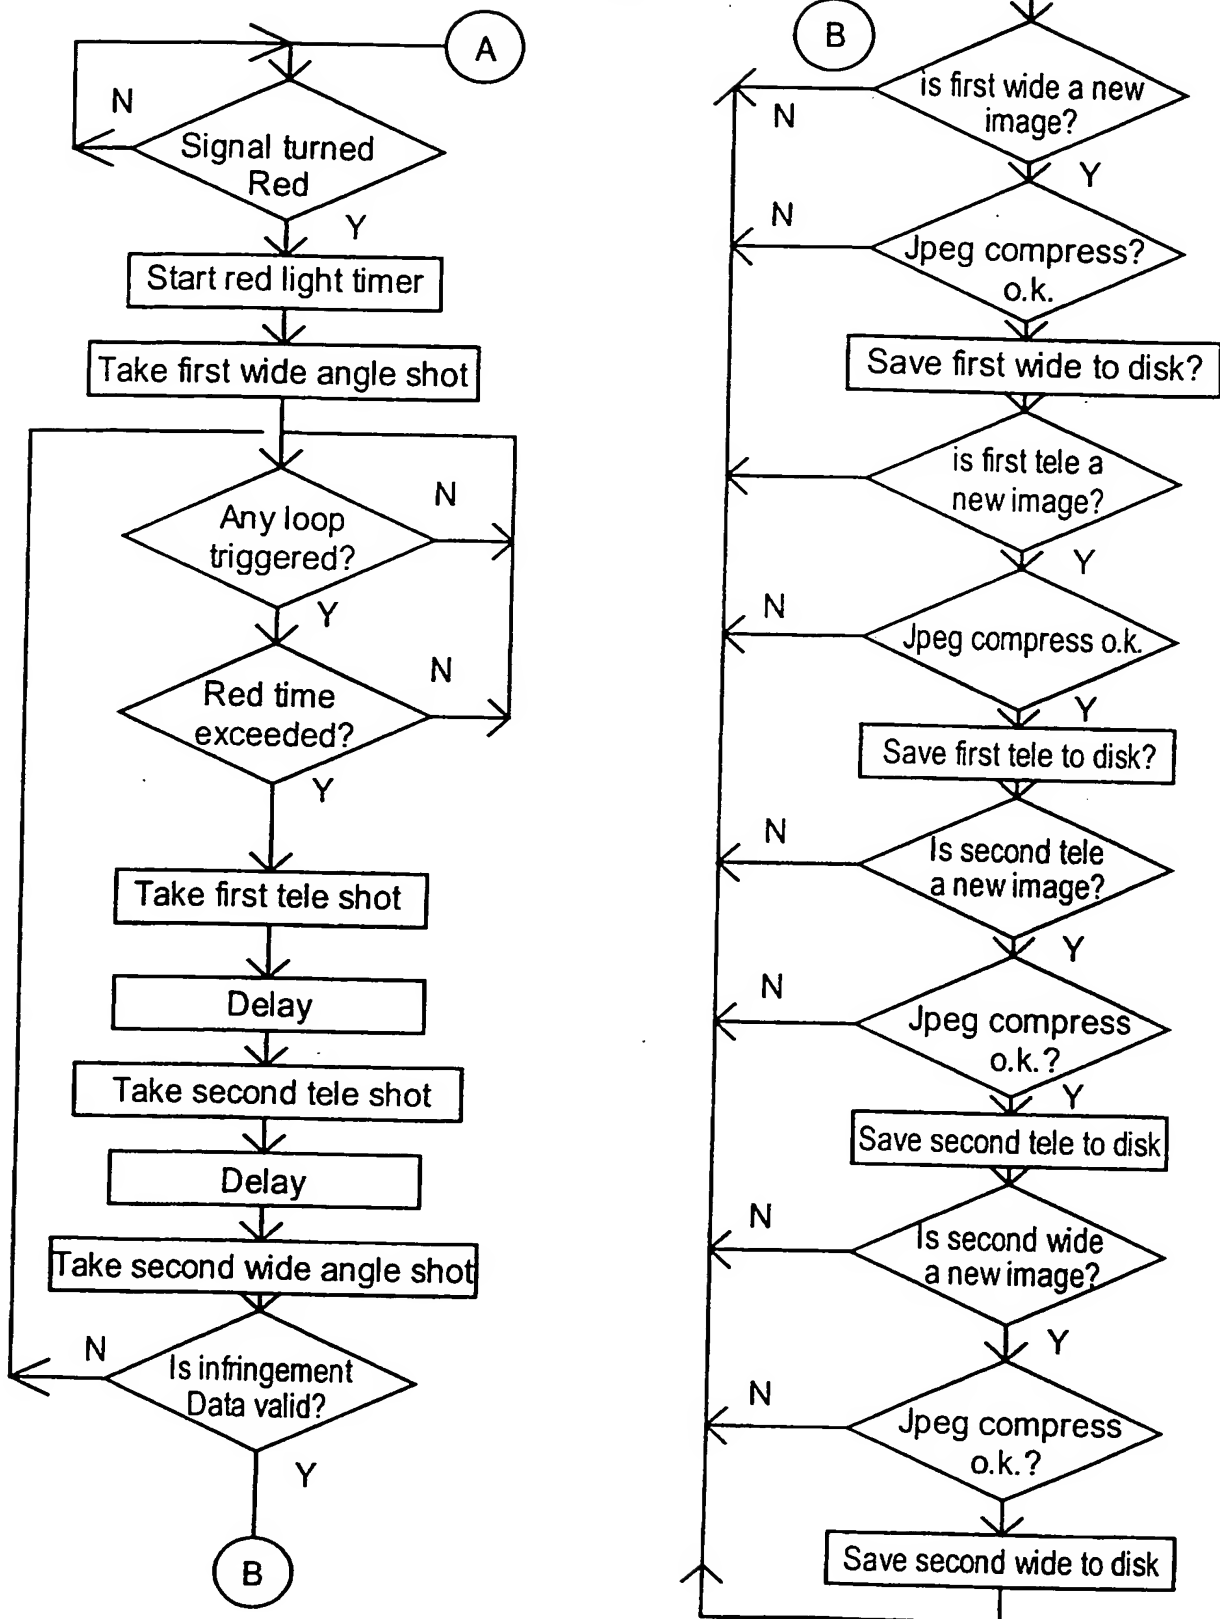 A
N
Signal turned
Red
Y
Start red light timer
Take first wide angle shot
N
Any loop
triggered?
Y
N
Red time
exceeded?
Y
Take first tele shot
Delay
Take second tele shot
Delay
Take second wide angle shot
N
Is infringement
Data valid?
Y
B
B
is first wide a new
image?
N
Y
N
Jpeg compress?
o.k.
Save first wide to disk?
is first tele a
new image?
Y
N
Jpeg compress o.k.
Y
Save first tele to disk?
N
Is second tele
a new image?
Y
N
Jpeg compress
o.k.?
Y
Save second tele to disk
N
Is second wide
a new image?
Y
N
Jpeg compress
o.k.?
Save second wide to disk